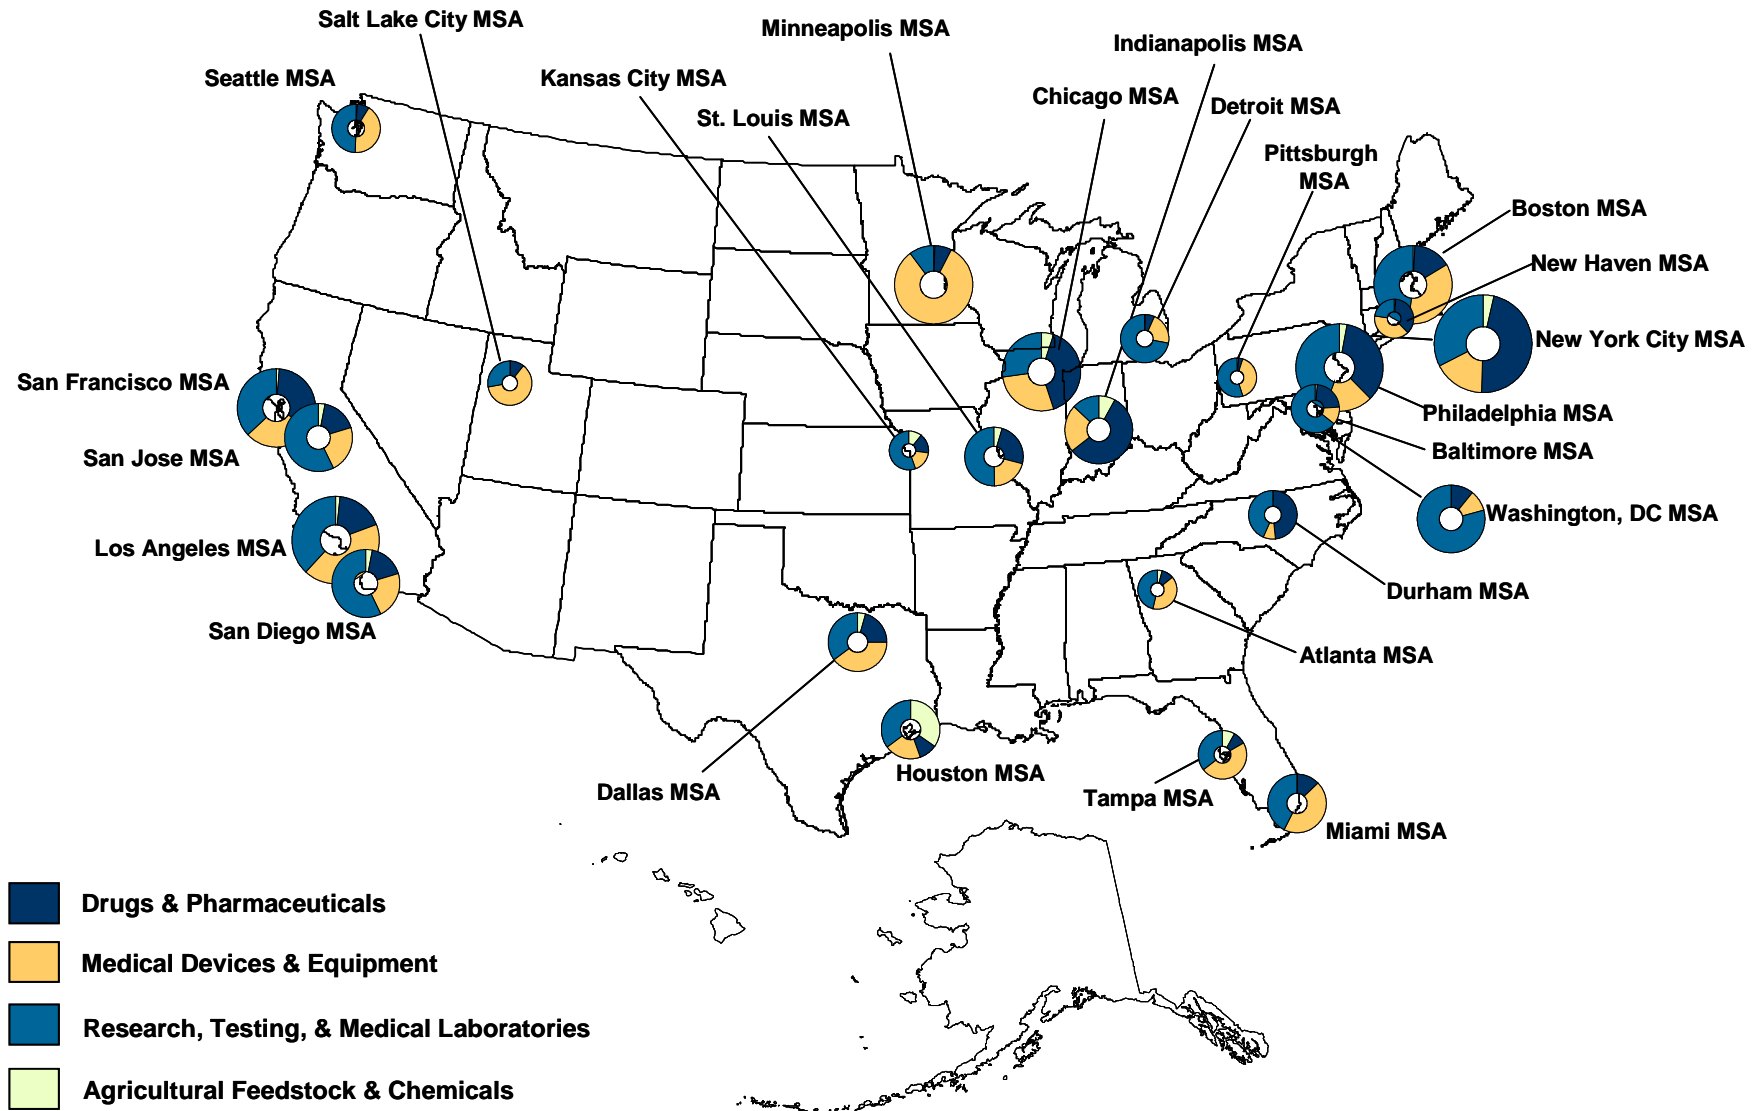 Salt Lake City MSA
Minneapolis MSA
Indianapolis MSA
Seattle MSA
Kansas City MSA
Chicago MSA
Detroit MSA
St. Louis MSA
Pittsburgh
MSA
Boston MSA
New Haven MSA
New York City MSA
San Francisco MSA
Philadelphia MSA
San Jose MSA
Baltimore MSA
Washington, DC MSA
Los Angeles MSA
Durham MSA
San Diego MSA
Atlanta MSA
Houston MSA
Dallas MSA
Tampa MSA
Miami MSA
Drugs & Pharmaceuticals
Medical Devices & Equipment
Research, Testing, & Medical Laboratories
Agricultural Feedstock & Chemicals